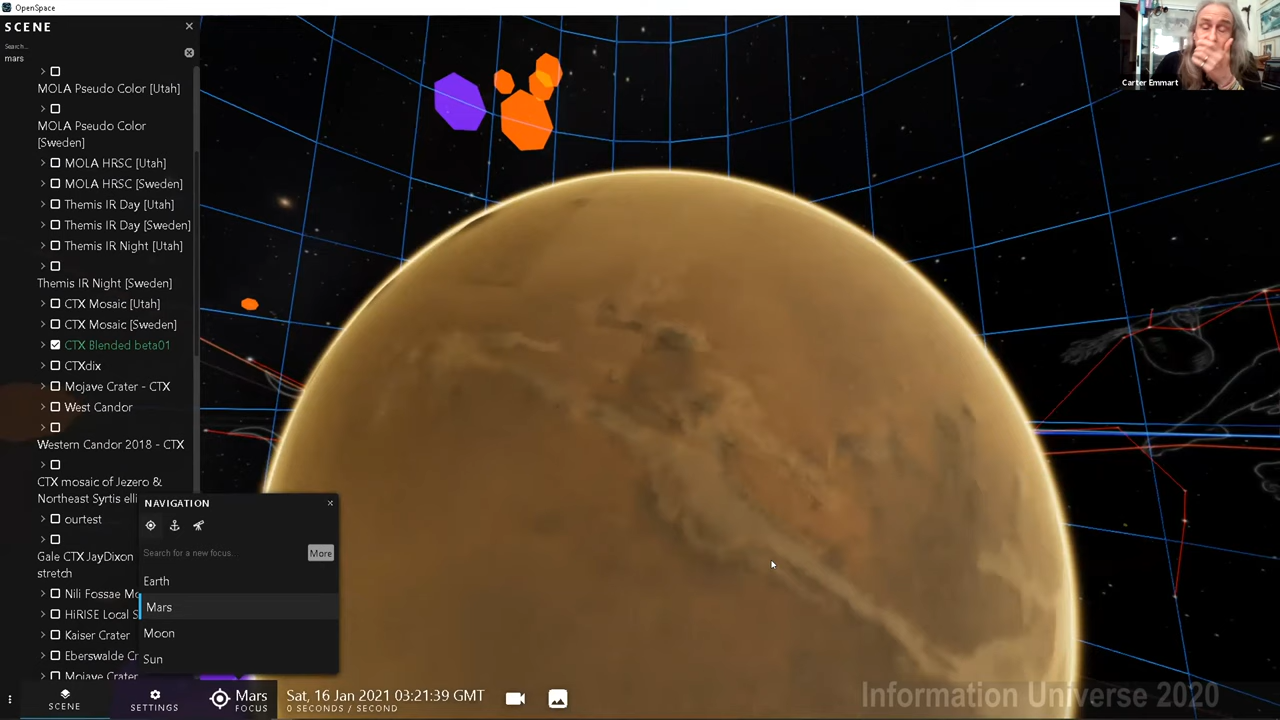 OpenSpace
SCENE
Search...
mars
MOLA Pseudo Color [Utah]
MOLA Pseudo Color
[Sweden]
MOLA HRSC [Utah]
MOLA HRSC [Sweden]
Themis IR Day [Utah]
Themis IR Day [Sweden]
Themis IR Night [Utah]
Themis IR Night [Sweden]
CTX Mosaic [Utah]
CTX Mosaic [Sweden]
CTX Blended beta01
CTXdix
Mojave Crater - CTX
West Candor
Western Candor 2018 - CTX
CTX mosaic of Jezero &
Northeast Syrtis elli
ourtest
Gale CTX JayDixon
stretch
Nili Fossae Mo
HiRISE Local S
Kaiser Crater
Eberswalde Cr
Mojave Crater
NAVIGATION
Search for a new focus...
More
Earth
Mars
Moon
Sun
SCENE
SETTINGS
Mars
FOCUS
Sat, 16 Jan 2021 03:21:39 GMT
0 SECONDS / SECOND
Carter Emmart
Information Universe 2020